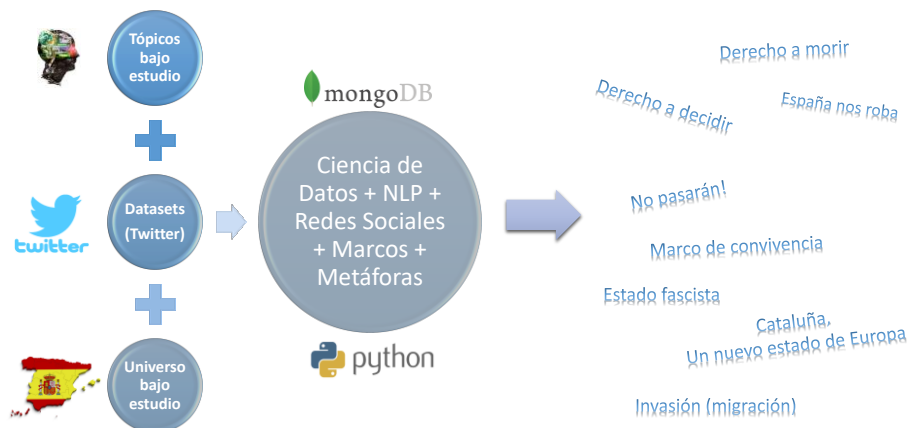 Tópicos
bajo
estudio
twitter
Datasets
(Twitter)
Universo
bajo
estudio
mongoDB
Ciencia de
Datos + NLP +
Redes Sociales
+ Marcos +
Metáforas
python
Derecho a morir
Derecho a decidir
España nos roba
No pasarán!
Marco de convivencia
Estado fascista
Cataluña,
Un nuevo estado de Europa
Invasión (migración)